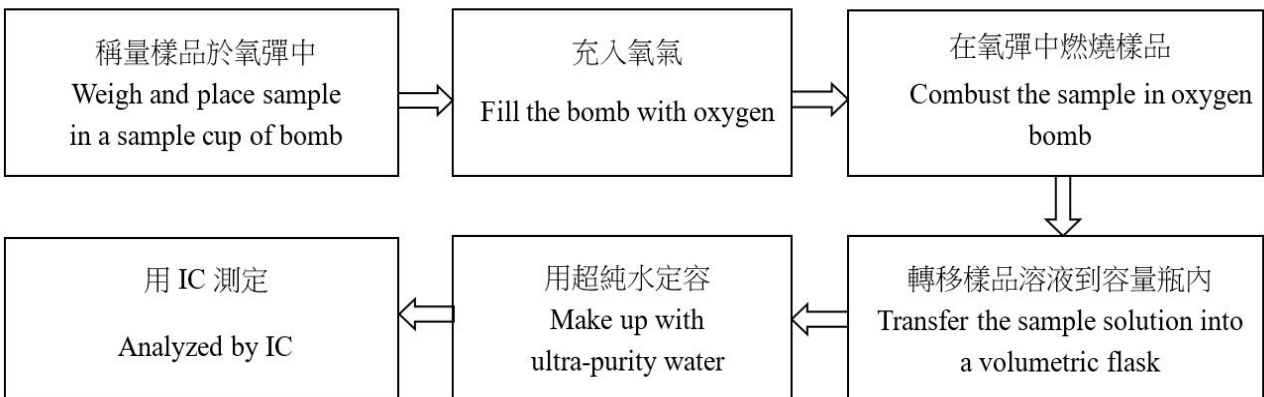 稱量樣品於氧彈中
Weigh and place sample
in a sample cup of bomb
充入氧氣
Fill the bomb with oxygen
在氧彈中燃燒樣品
Combust the sample in oxygen
bomb
轉移樣品溶液到容量瓶內
Transfer the sample solution into
a volumetric flask
用超純水定容
Make up with
ultra-purity water
用 IC 測定
Analyzed by IC